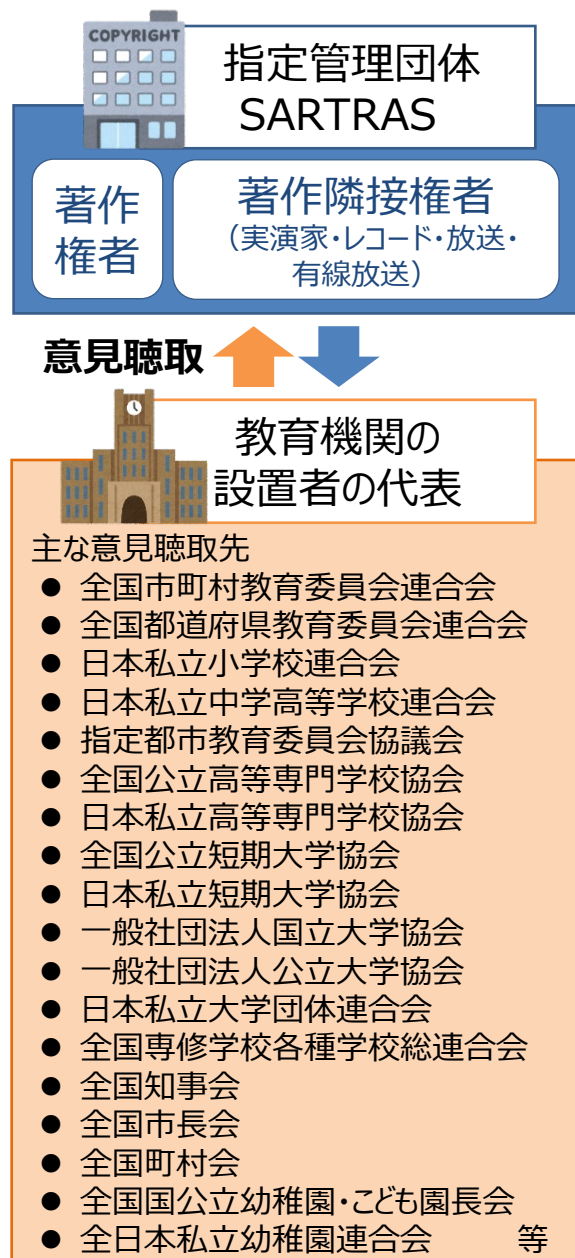 COPYRIGHT
指定管理団体
SARTRAS
著作
権者
著作隣接権者
（実演家・レコード・放送・
有線放送）
意見聴取
教育機関の
設置者の代表
主な意見聴取先
● 全国市町村教育委員会連合会
● 全国都道府県教育委員会連合会
● 日本私立小学校連合会
● 日本私立中学高等学校連合会
● 指定都市教育委員会協議会
● 全国公立高等専門学校協会
● 日本私立高等専門学校協会
● 全国公立短期大学協会
● 日本私立短期大学協会
● 一般社団法人国立大学協会
● 一般社団法人公立大学協会
● 日本私立大学団体連合会
● 全国専修学校各種学校総連合会
● 全国知事会
● 全国市長会
● 全国町村会
● 全国国公立幼稚園・こども園長会
● 全日本私立幼稚園連合会 等